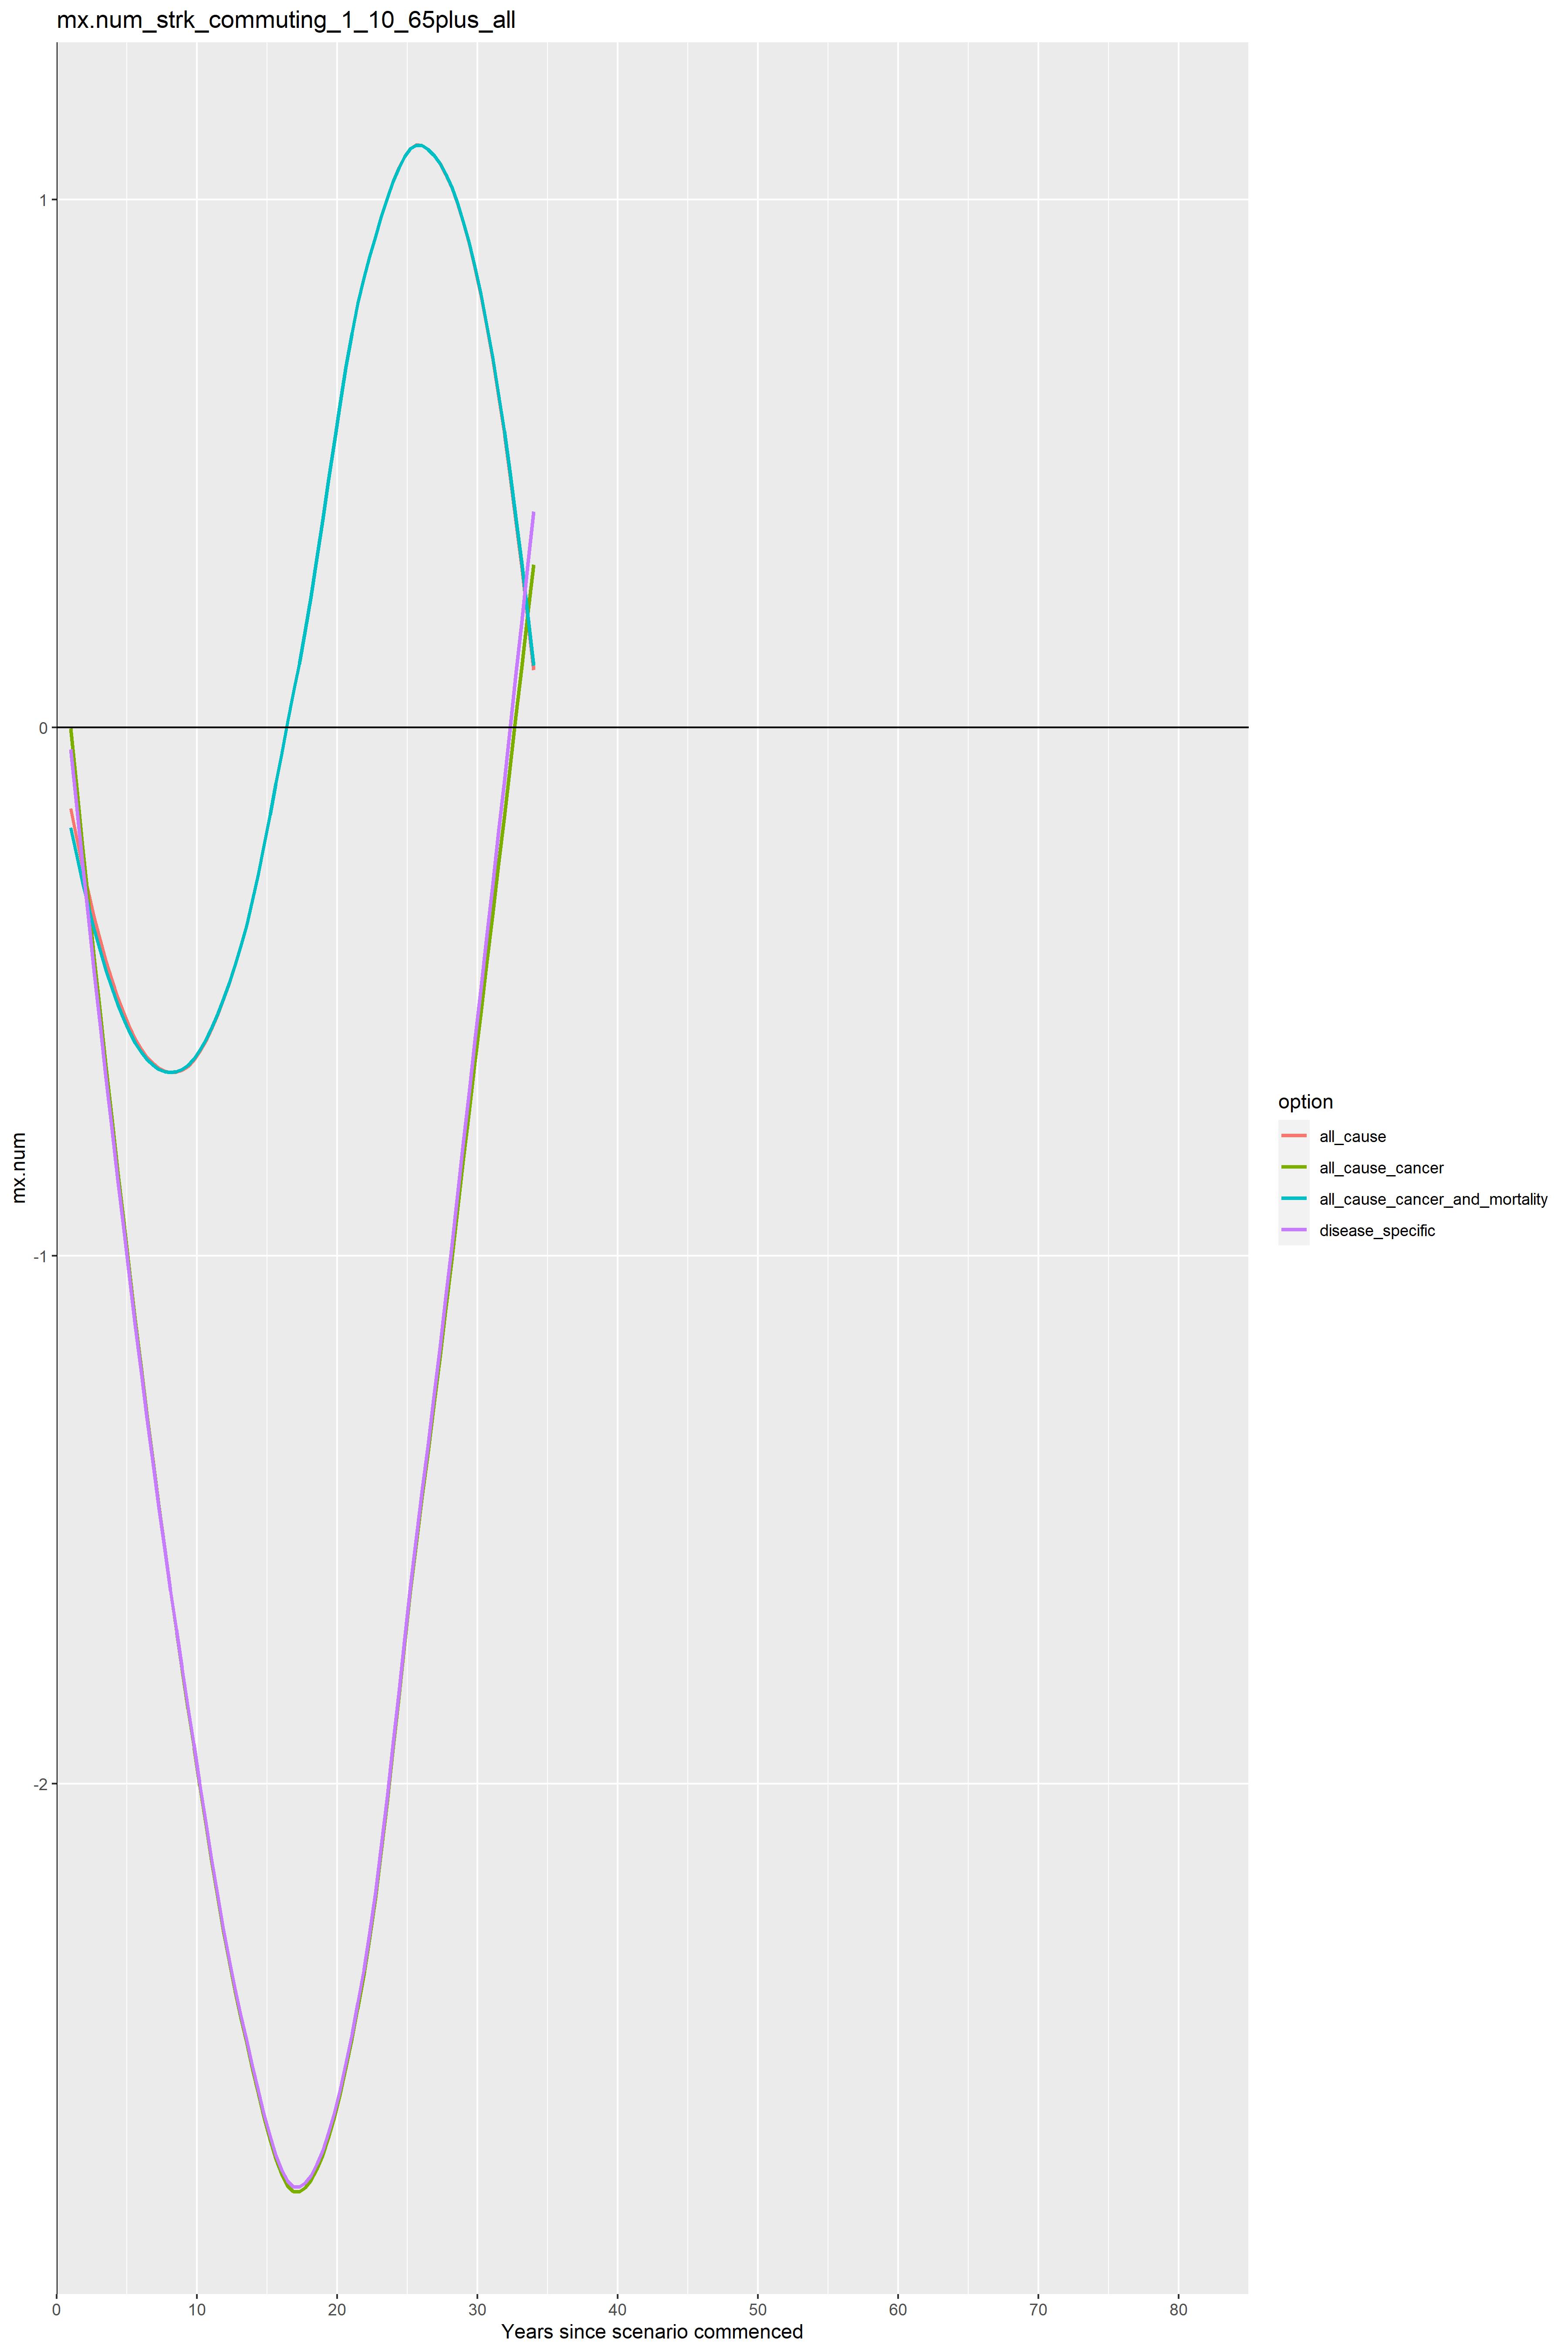 mx.num_strk_commuting_1_10_65plus_all
1
0
-1
-2
mx.num
0 10 20 30 40 50 60 70 80
Years since scenario commenced
option
all_cause
all_cause_cancer
all_cause_cancer_and_mortality
disease_specific